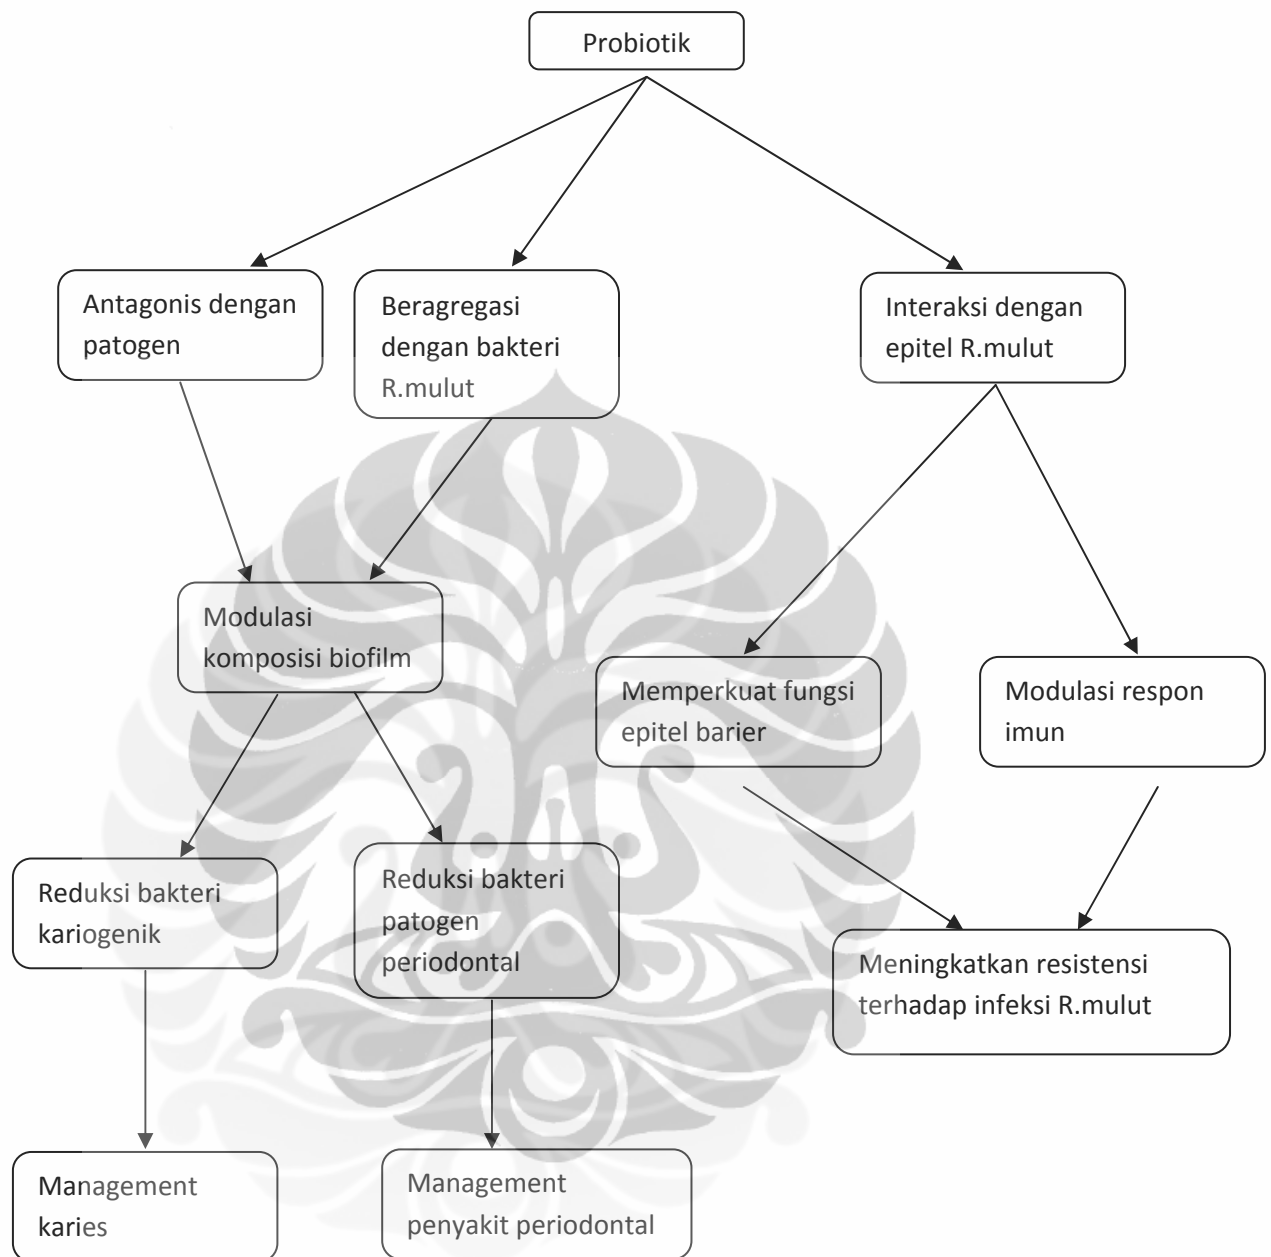 Probiotik
Antagonis dengan
patogen
Beragregasi
dengan bakteri
R.mulut
Interaksi dengan
epitel R.mulut
Modulasi
komposisi biofilm
Memperkuat fungsi
epitel barier
Modulasi respon
imun
Reduksi bakteri
kariogenik
Reduksi bakteri
patogen
periodontal
Meningkatkan resistensi
terhadap infeksi R.mulut
Management
karies
Management
penyakit periodontal